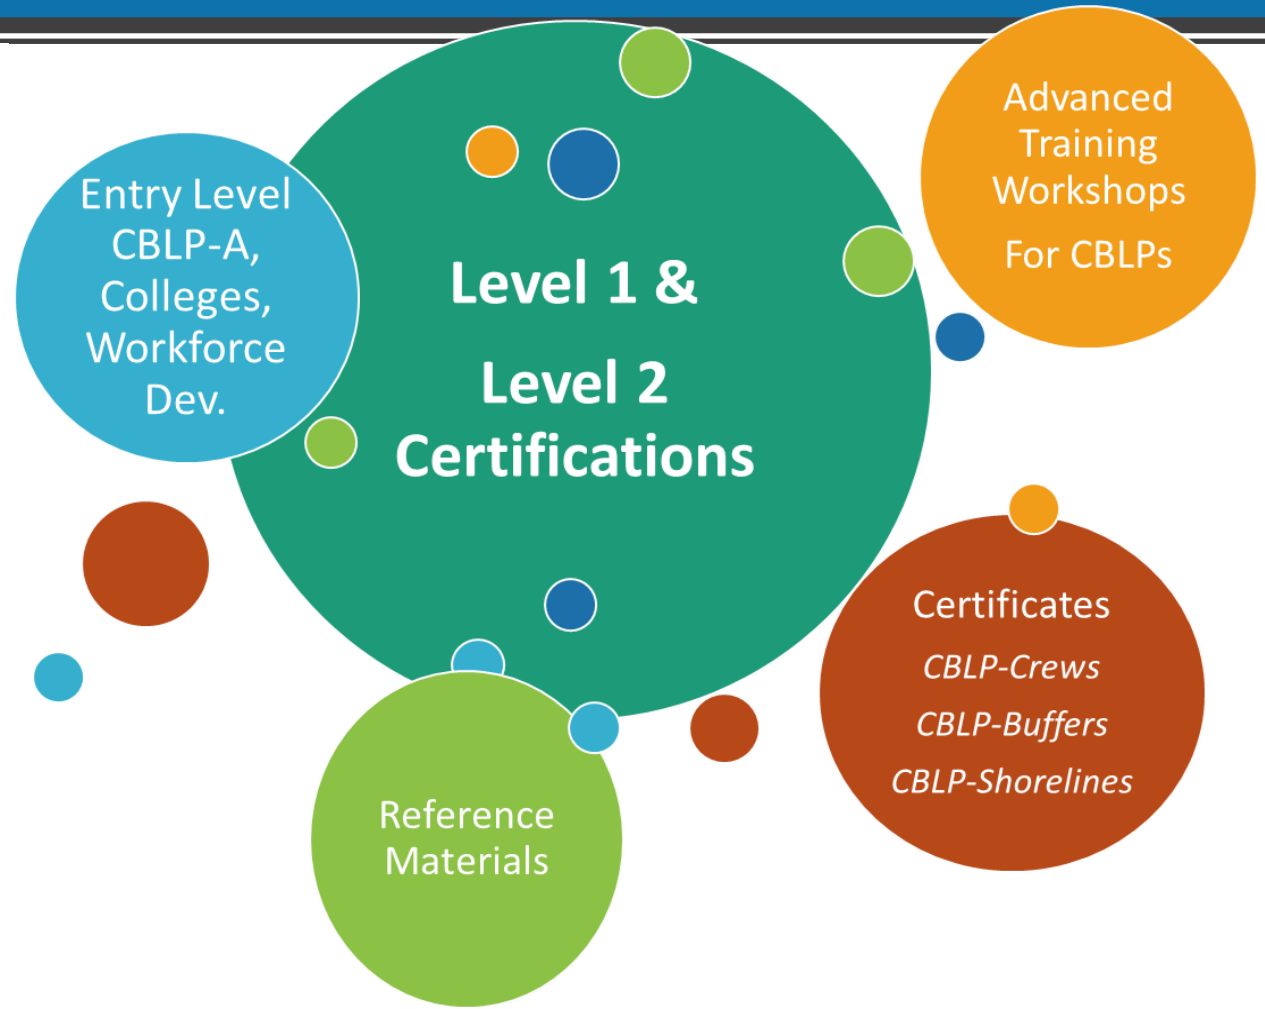 Entry Level
CBLP-A,
Colleges,
Workforce
Dev.
Level 1 &
Level 2
Certifications
Advanced
Training
Workshops
For CBLPs
Certificates
CBLP-Crews
CBLP-Buffers
CBLP-Shorelines
Reference
Materials